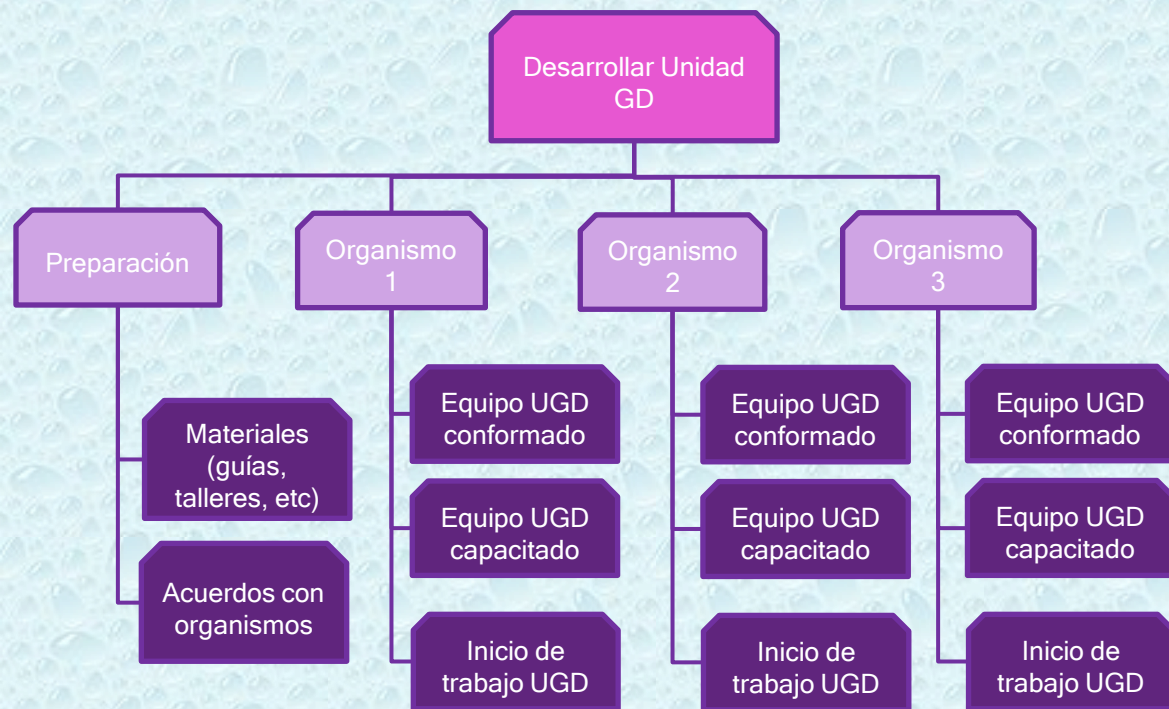 Desarrollar Unidad
GD
Preparación
Organismo
1
Organismo
2
Organismo
3
Materiales
(guías,
talleres, etc)
Acuerdos con
organismos
Equipo UGD
conformado
Equipo UGD
capacitado
Inicio de
trabajo UGD
Equipo UGD
conformado
Equipo UGD
capacitado
Inicio de
trabajo UGD
Equipo UGD
conformado
Equipo UGD
capacitado
Inicio de
trabajo UGD